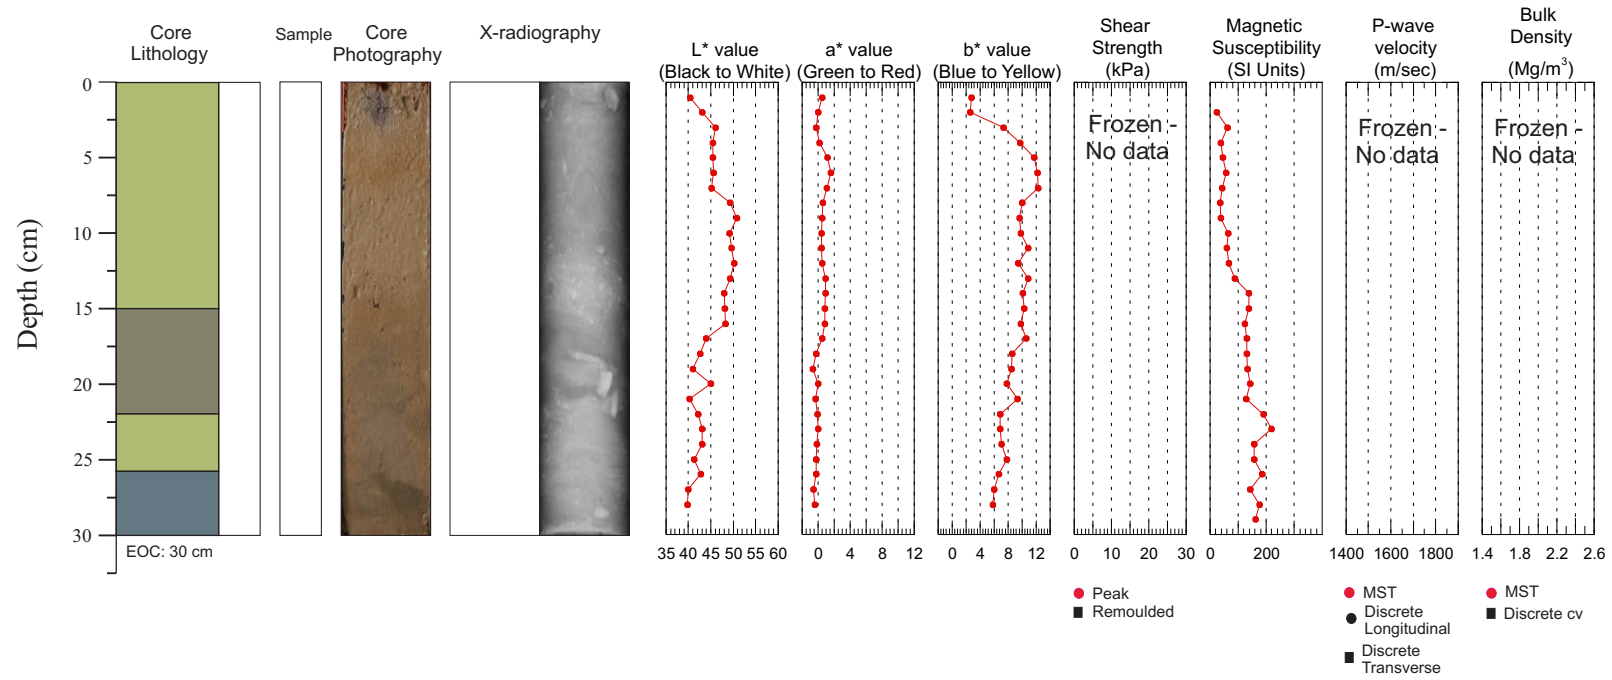 Core
Lithology
Sample
Core
Photography
X-radiography
L* value
(Black to White)
a* value
(Green to Red)
b* value
(Blue to Yellow)
Shear
Strength
(kPa)
Magnetic
Susceptibility
(SI Units)
P-wave
velocity
(m/sec)
Bulk
Density
(Mg/m³)
Depth (cm)
0
5
10
15
20
25
30
Frozen -
No data
Frozen -
No data
Frozen -
No data
EOC: 30 cm
35 40 45 50 55 60
0 4 8 12
0 4 8 12
0 10 20 30
0 200
1400 1600 1800
1.4 1.8 2.2 2.6
Peak
Remoulded
MST
Discrete
Longitudinal
Discrete
Transverse
MST
Discrete cv